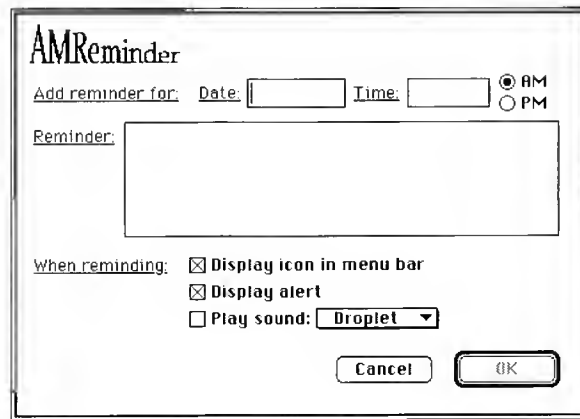 AMReminder
Add reminder for: Date: Time: AM
PM
Reminder:
When reminding: Display icon in menu bar
Display alert
Play sound: Droplet
Cancel OK